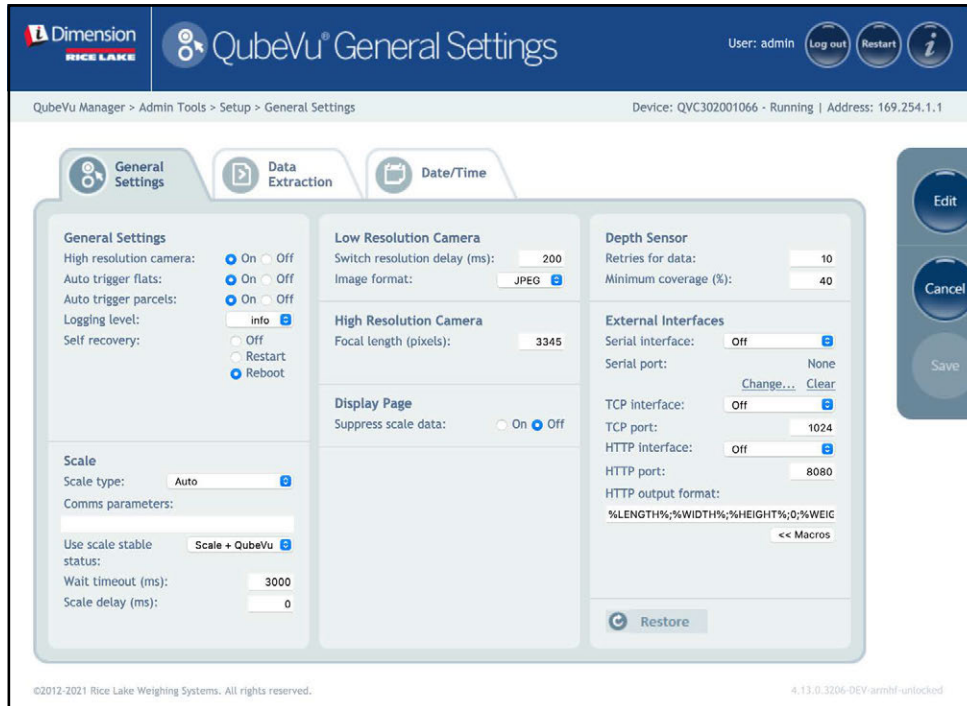 iDimension
RICE LAKE
QubeVu® General Settings
User: admin
Log out
Restart
i
QubeVu Manager > Admin Tools > Setup > General Settings
Device: QVC302001066 - Running | Address: 169.254.1.1
General Settings
Data Extraction
Date/Time
Edit
Cancel
Save
General Settings
High resolution camera: On Off
Auto trigger flats: On Off
Auto trigger parcels: On Off
Logging level: info
Self recovery: Off
Restart
Reboot
Scale
Scale type: Auto
Comms parameters:
Use scale stable status: Scale + QubeVu
Wait timeout (ms): 3000
Scale delay (ms): 0
Low Resolution Camera
Switch resolution delay (ms): 200
Image format: JPEG
High Resolution Camera
Focal length (pixels): 3345
Display Page
Suppress scale data: On Off
Depth Sensor
Retries for data: 10
Minimum coverage (%): 40
External Interfaces
Serial interface: Off
Serial port: None
Change... Clear
TCP interface: Off
TCP port: 1024
HTTP interface: Off
HTTP port: 8080
HTTP output format:
%LENGTH%;%WIDTH%;%HEIGHT%;0;%WEIG
<< Macros
Restore
©2012-2021 Rice Lake Weighing Systems. All rights reserved.
4.13.0.3206-DEV-armhf-unlocked